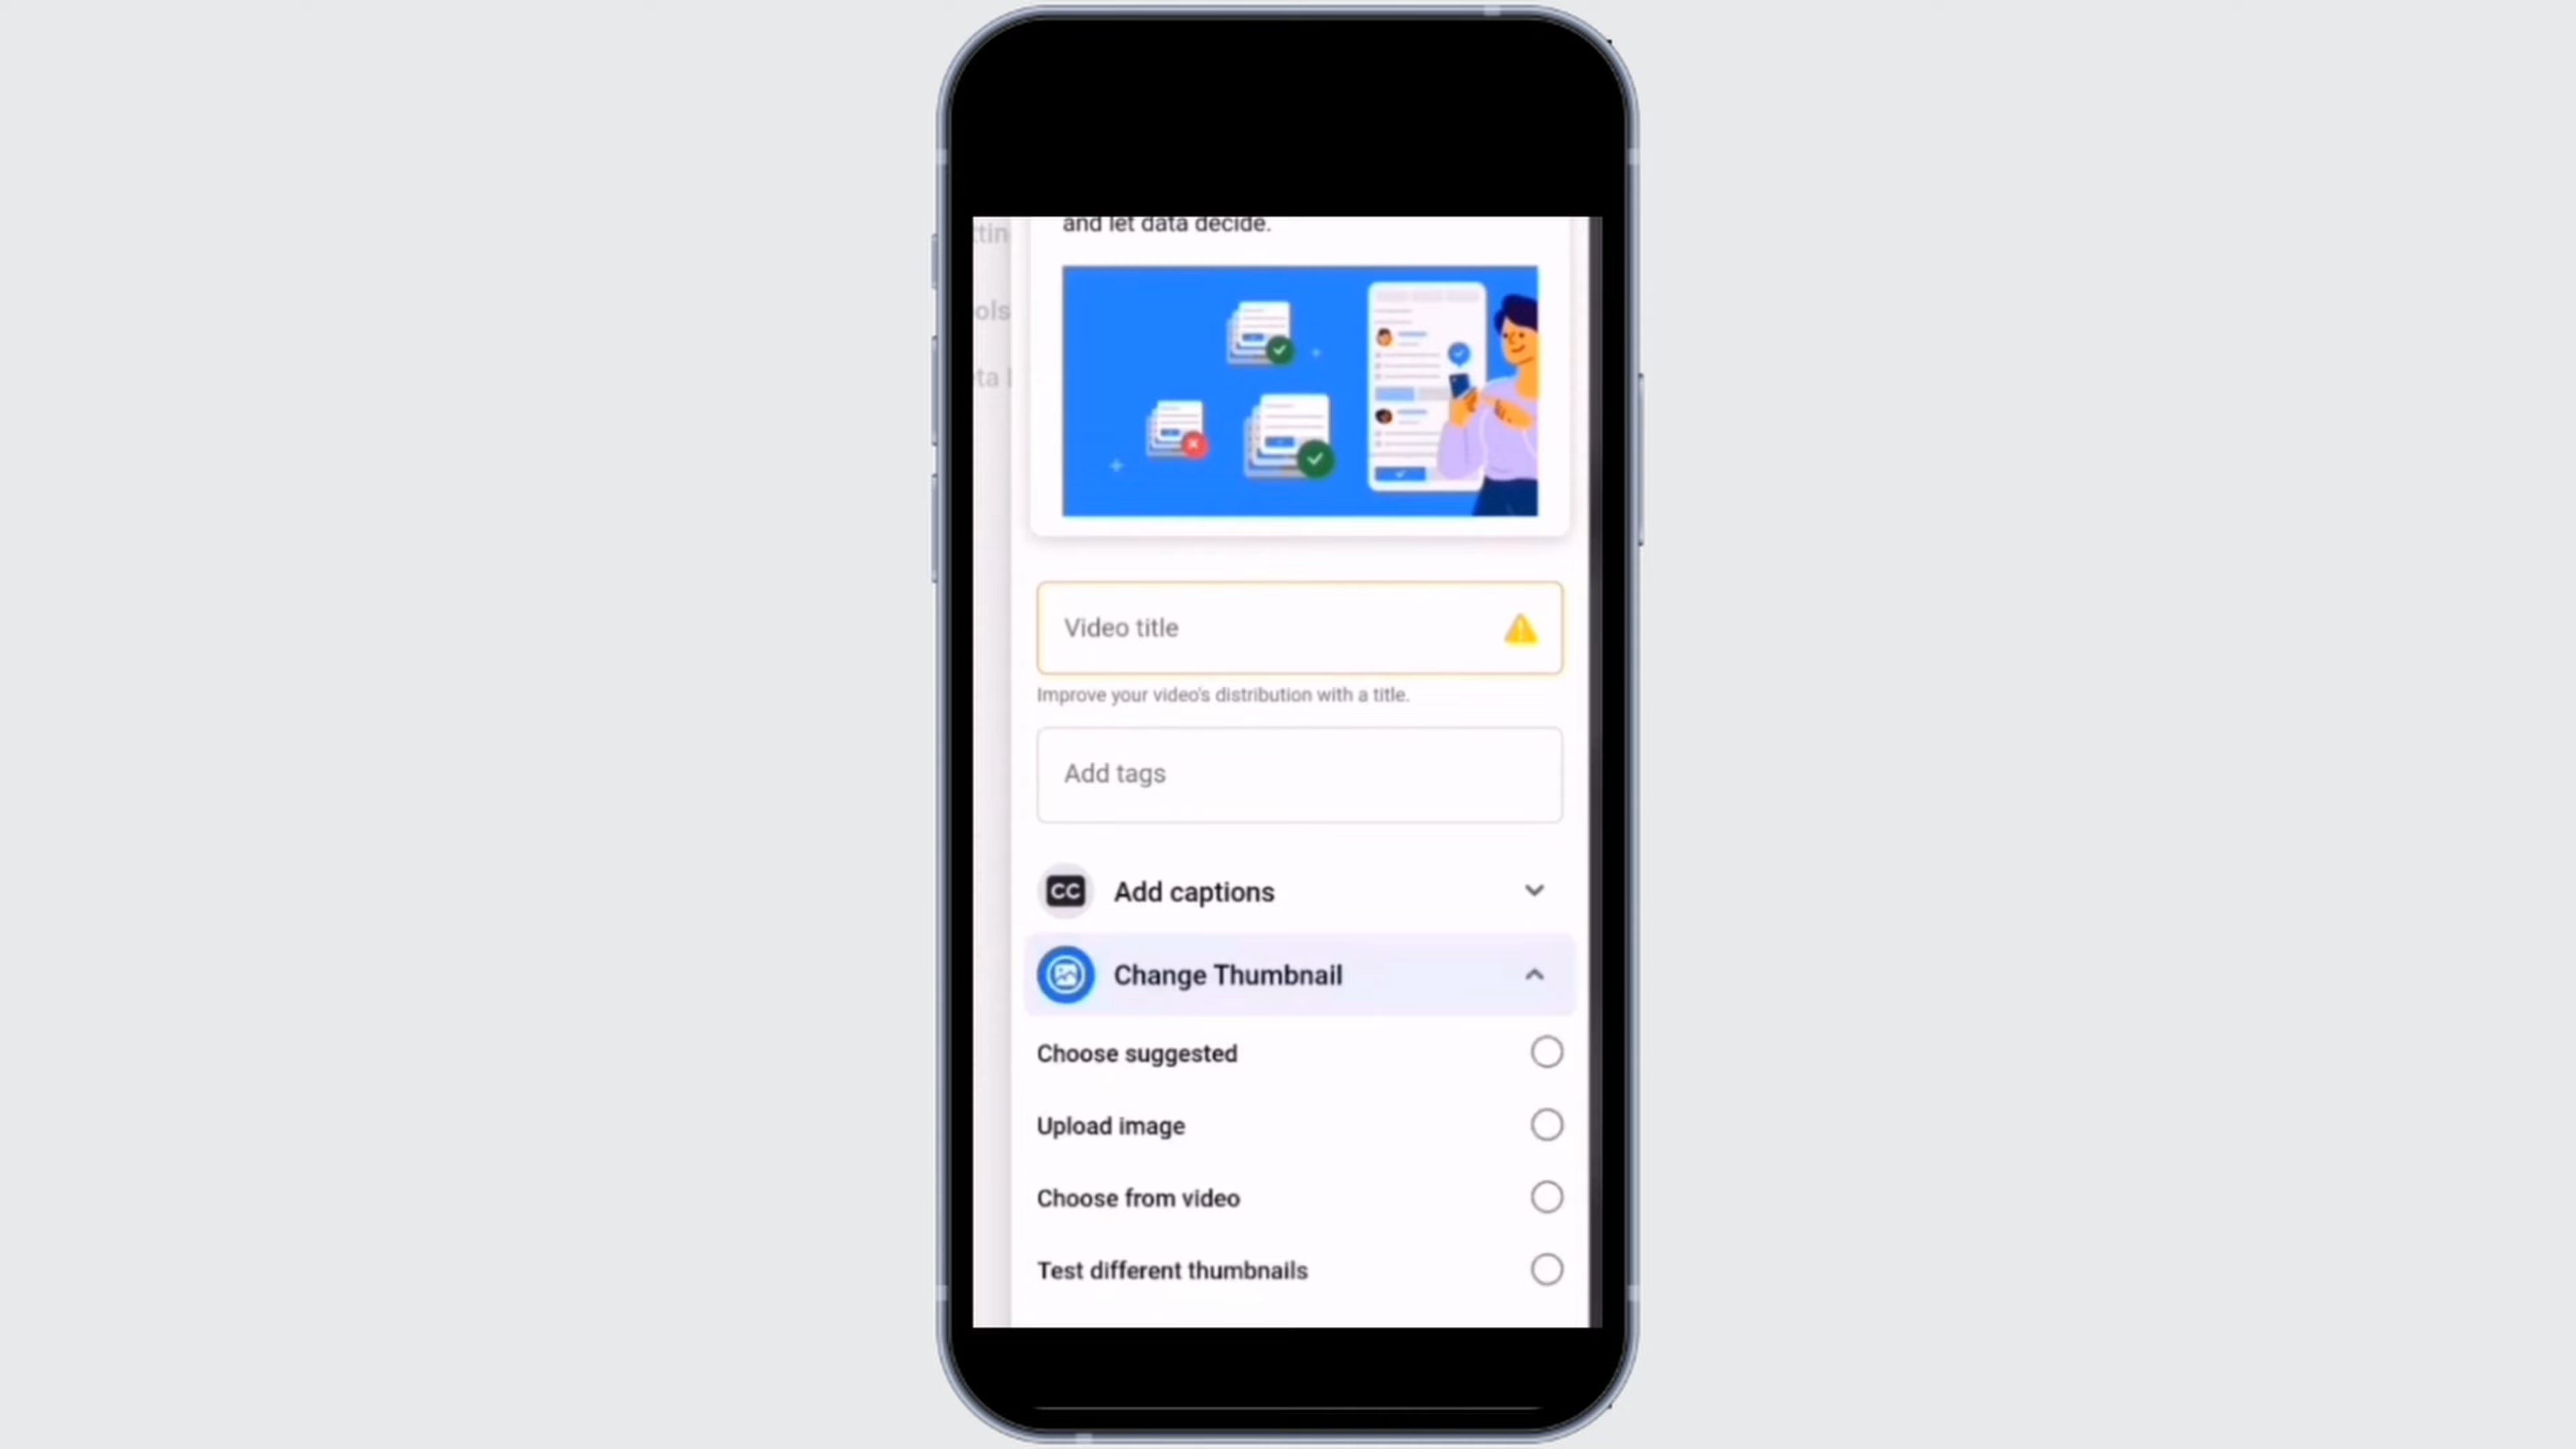 and let data decide.
Video title
Improve your video's distribution with a title.
Add tags
CC
Add captions
Change Thumbnail
Choose suggested
Upload image
Choose from video
Test different thumbnails